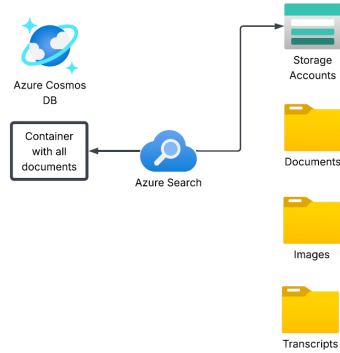 Azure Cosmos
DB
Container
with all
documents
Azure Search
Storage
Accounts
Documents
Images
Transcripts